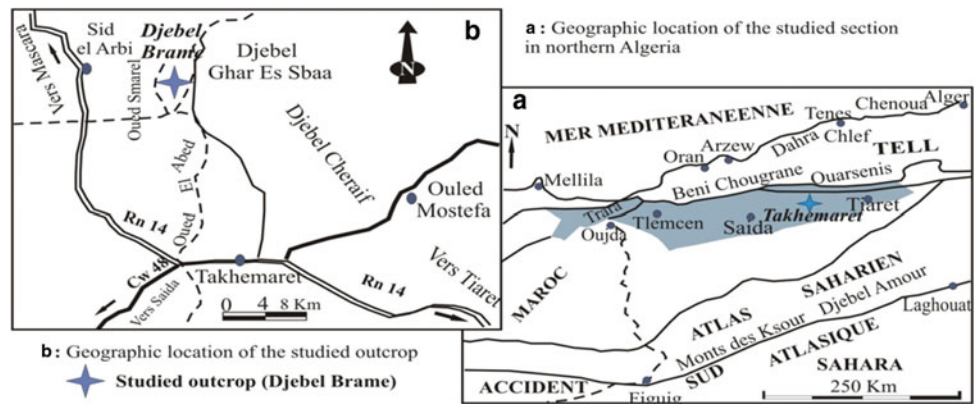 b
Sid
el Arbi
Djebel
Brame
Djebel
Ghar Es Sbaa
N
Vers Mascara
Oued Smarel
Oued El Abed
Djebel Cheraif
Ouled
Mostefa
Rn 14
Cw 48
Takhemaret
Vers Saida
0 4 8 Km
Rn 14
Vers Tiaret
b : Geographic location of the studied outcrop
Studied outcrop (Djebel Brame)
a : Geographic location of the studied section
in northern Algeria
a
N
MER MEDITERANEENNE
Tenes
Chenoua
Alger
Oran
Arzew
Dahra
Chlef
TELL
Mellila
Beni Chougrane
Ouarsenis
Trara
Oujda
Tlemcen
Saida
Takhemaret
Tiaret
MAROC
ATLAS SAHARIEN
Monts des Ksour
Djebel Amour
Laghouat
ACCIDENT SUD ATLASIQUE
Figuig
SAHARA
250 Km